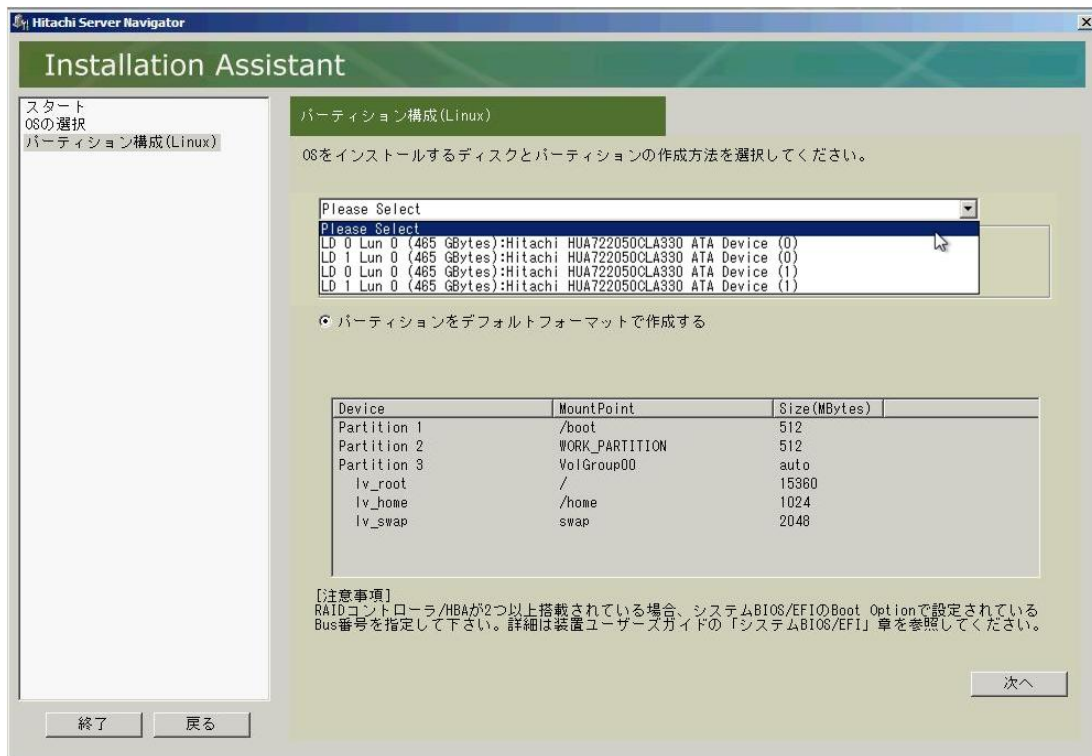 Hitachi Server Navigator
Installation Assistant
スタート
OSの選択
パーティション構成(Linux)
パーティション構成(Linux)
OSをインストールするディスクとパーティションの作成方法を選択してください。
Please Select
Please Select
LD 0 Lun 0 (465 GBytes):Hitachi HUA722050CLA330 ATA Device (0)
LD 1 Lun 0 (465 GBytes):Hitachi HUA722050CLA330 ATA Device (0)
LD 0 Lun 0 (465 GBytes):Hitachi HUA722050CLA330 ATA Device (1)
LD 1 Lun 0 (465 GBytes):Hitachi HUA722050CLA330 ATA Device (1)
パーティションをデフォルトフォーマットで作成する
Device MountPoint Size(MBytes)
Partition 1 /boot 512
Partition 2 WORK_PARTITION 512
Partition 3 VolGroup00 auto
lv_root / 15360
lv_home /home 1024
lv_swap swap 2048
[注意事項]
RAIDコントローラ/HBAが2つ以上搭載されている場合、システムBIOS/EFIのBoot Optionで設定されている
Bus番号を指定して下さい。詳細は装置ユーザーズガイドの「システムBIOS/EFI」章を参照してください。
次へ
終了 戻る